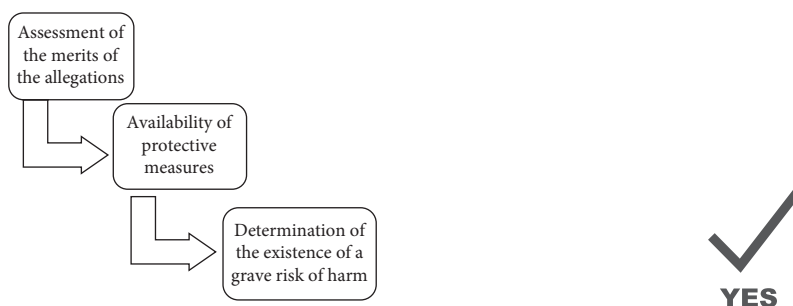 Assessment of
the merits of
the allegations
Availability of
protective
measures
Determination of
the existence of a
grave risk of harm
YES